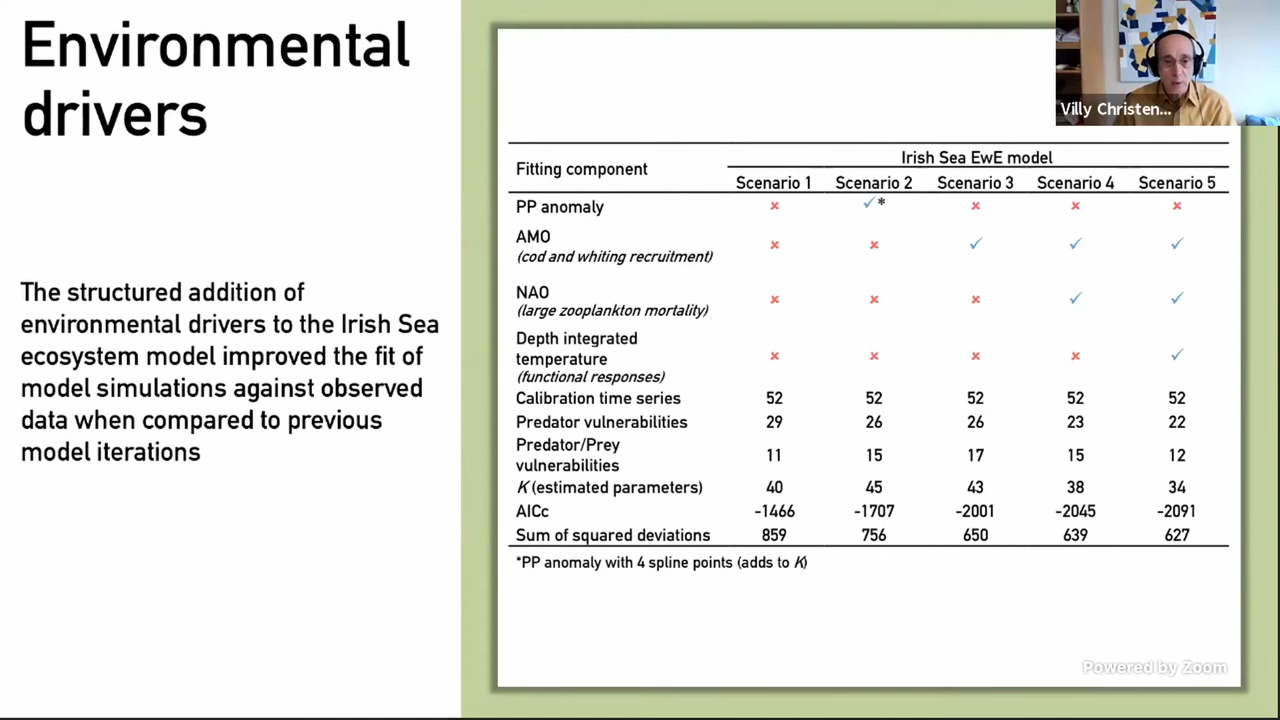 Environmental
drivers
The structured addition of
environmental drivers to the Irish Sea
ecosystem model improved the fit of
model simulations against observed
data when compared to previous
model iterations
Villy Christen...
Fitting component
Irish Sea EwE model
Scenario 1 Scenario 2 Scenario 3 Scenario 4 Scenario 5
PP anomaly ✗ ✓* ✗ ✗ ✗
AMO
(cod and whiting recruitment) ✗ ✗ ✓ ✓ ✓
NAO
(large zooplankton mortality) ✗ ✗ ✗ ✓ ✓
Depth integrated
temperature ✗ ✗ ✗ ✗ ✓
(functional responses)
Calibration time series 52 52 52 52 52
Predator vulnerabilities 29 26 26 23 22
Predator/Prey
vulnerabilities 11 15 17 15 12
K (estimated parameters) 40 45 43 38 34
AICc -1466 -1707 -2001 -2045 -2091
Sum of squared deviations 859 756 650 639 627
*PP anomaly with 4 spline points (adds to K)
Powered by Zoom